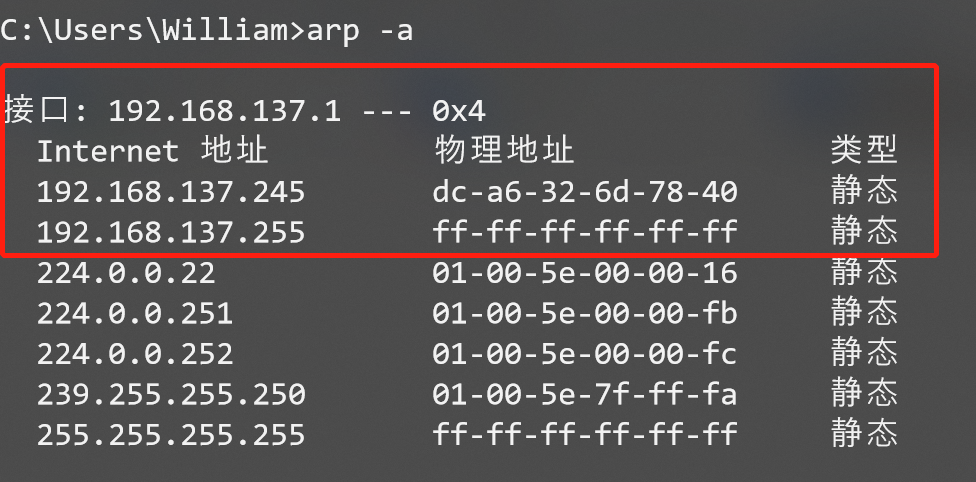 C:\Users\William>arp -a
接口: 192.168.137.1 --- 0x4
Internet 地址 物理地址 类型
192.168.137.245 dc-a6-32-6d-78-40 静态
192.168.137.255 ff-ff-ff-ff-ff-ff 静态
224.0.0.22 01-00-5e-00-00-16 静态
224.0.0.251 01-00-5e-00-00-fb 静态
224.0.0.252 01-00-5e-00-00-fc 静态
239.255.255.250 01-00-5e-7f-ff-fa 静态
255.255.255.255 ff-ff-ff-ff-ff-ff 静态